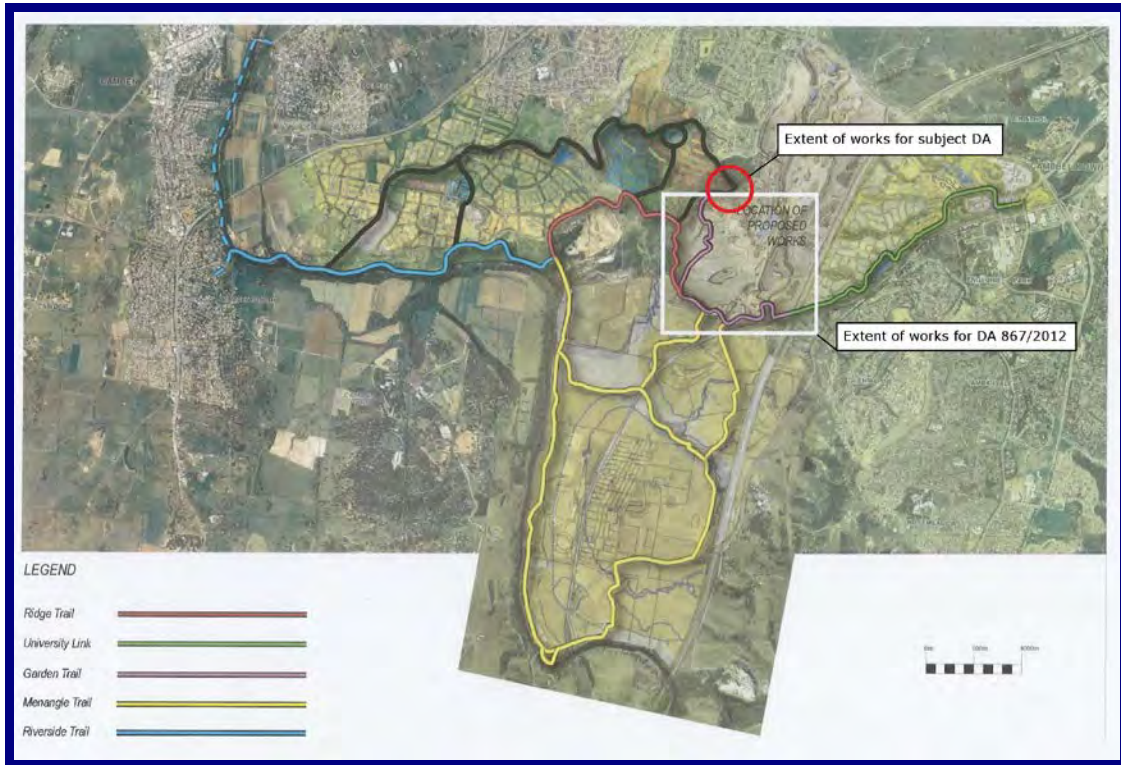 CAMDEN
Extent of works for subject DA
LOCATION OF
PROPOSED
WORKS
Extent of works for DA 867/2012
LEGEND
Ridge Trail
University Link
Garden Trail
Menangle Trail
Riverside Trail